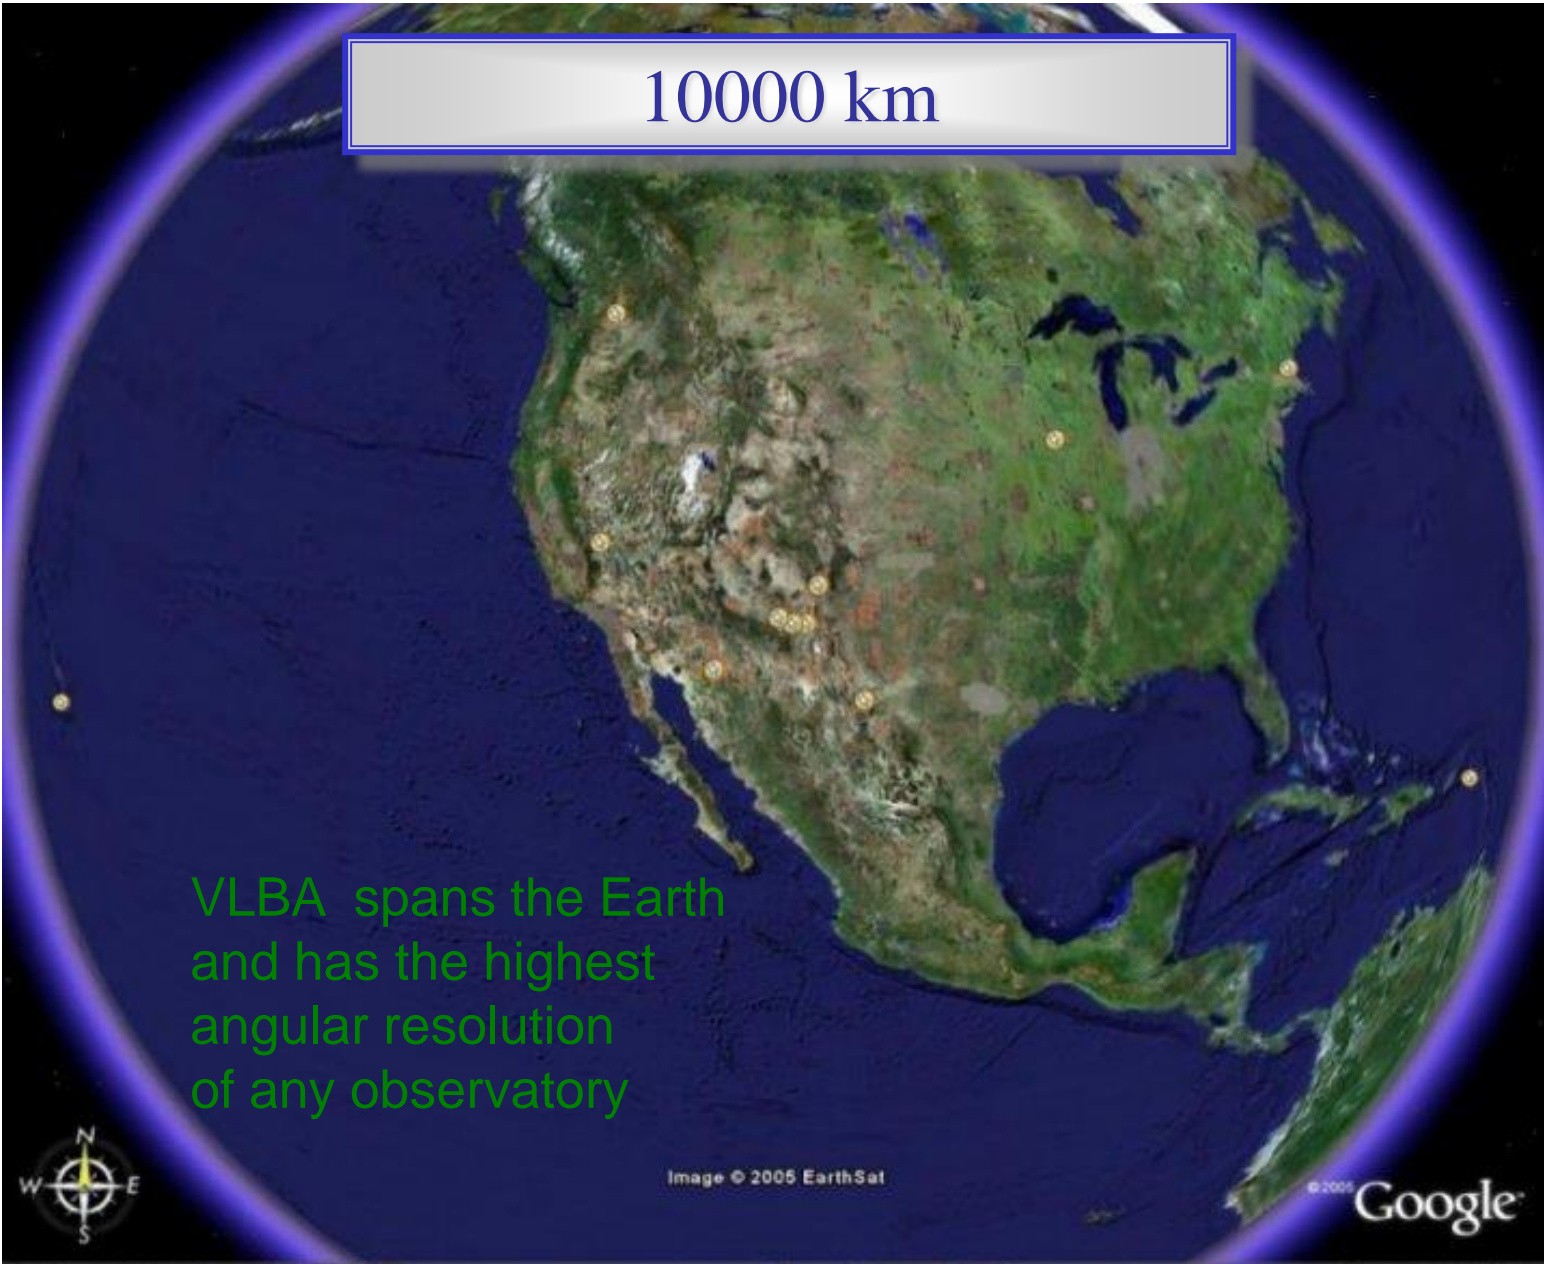 10000 km
VLBA spans the Earth
and has the highest
angular resolution
of any observatory
N
W E
S
Image © 2005 EarthSat
© 2005 Google